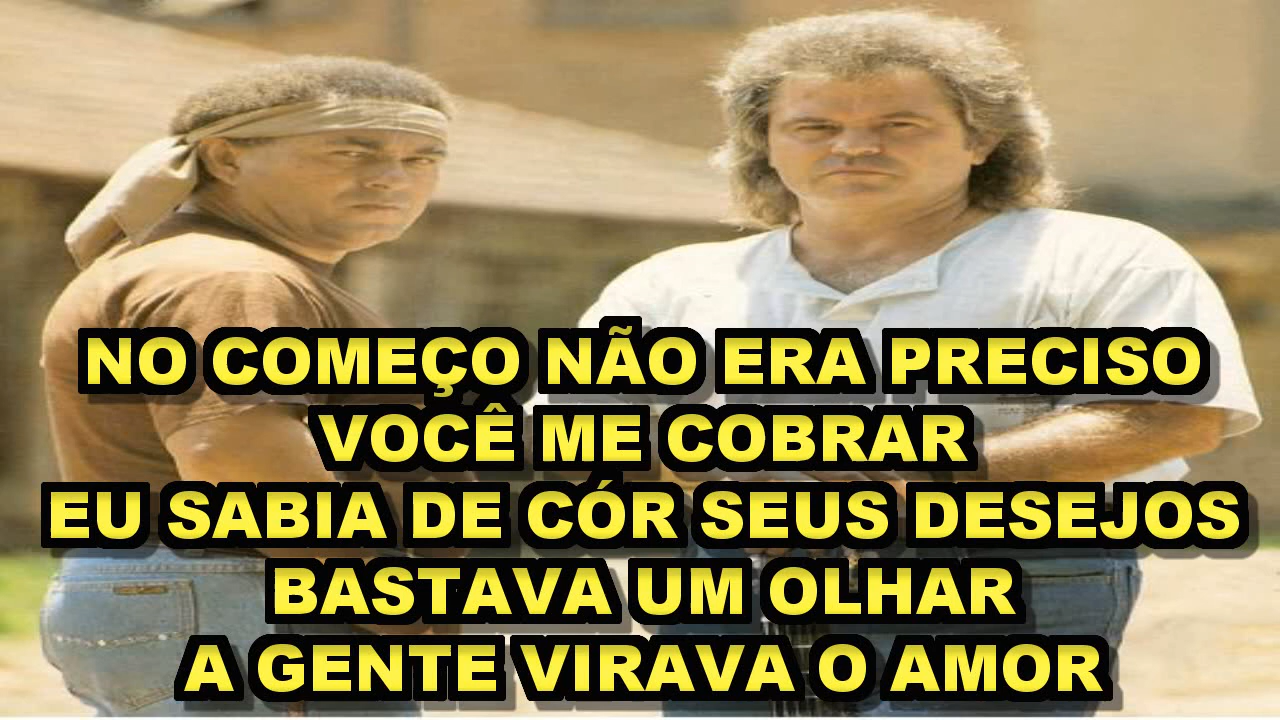 NO COMEÇO NÃO ERA PRECISO
VOCÊ ME COBRAR
EU SABIA DE CÓR SEUS DESEJOS
BASTAVA UM OLHAR
A GENTE VIRAVA O AMOR